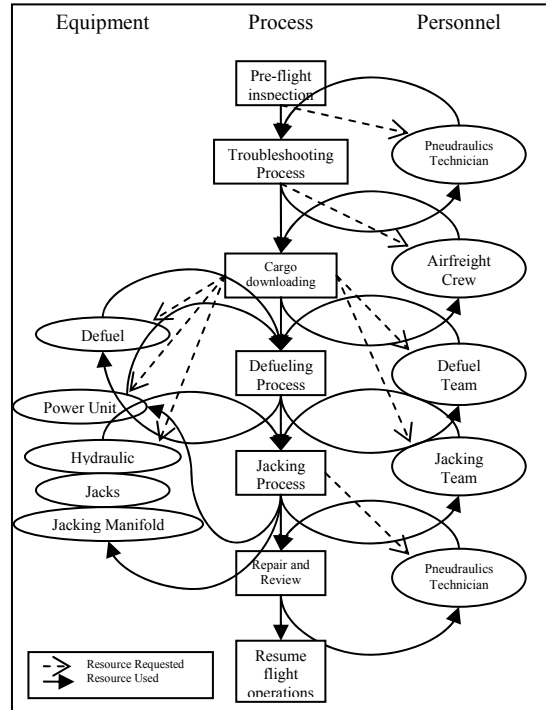 Equipment Process Personnel
Pre-flight
inspection
Pneudraulics
Technician
Troubleshooting
Process
Airfreight
Crew
Cargo
downloading
Defuel
Defueling
Process
Defuel
Team
Power Unit
Hydraulic
Jacks
Jacking Manifold
Jacking
Process
Jacking
Team
Repair and
Review
Pneudraulics
Technician
Resume
flight
operations
Resource Requested
Resource Used